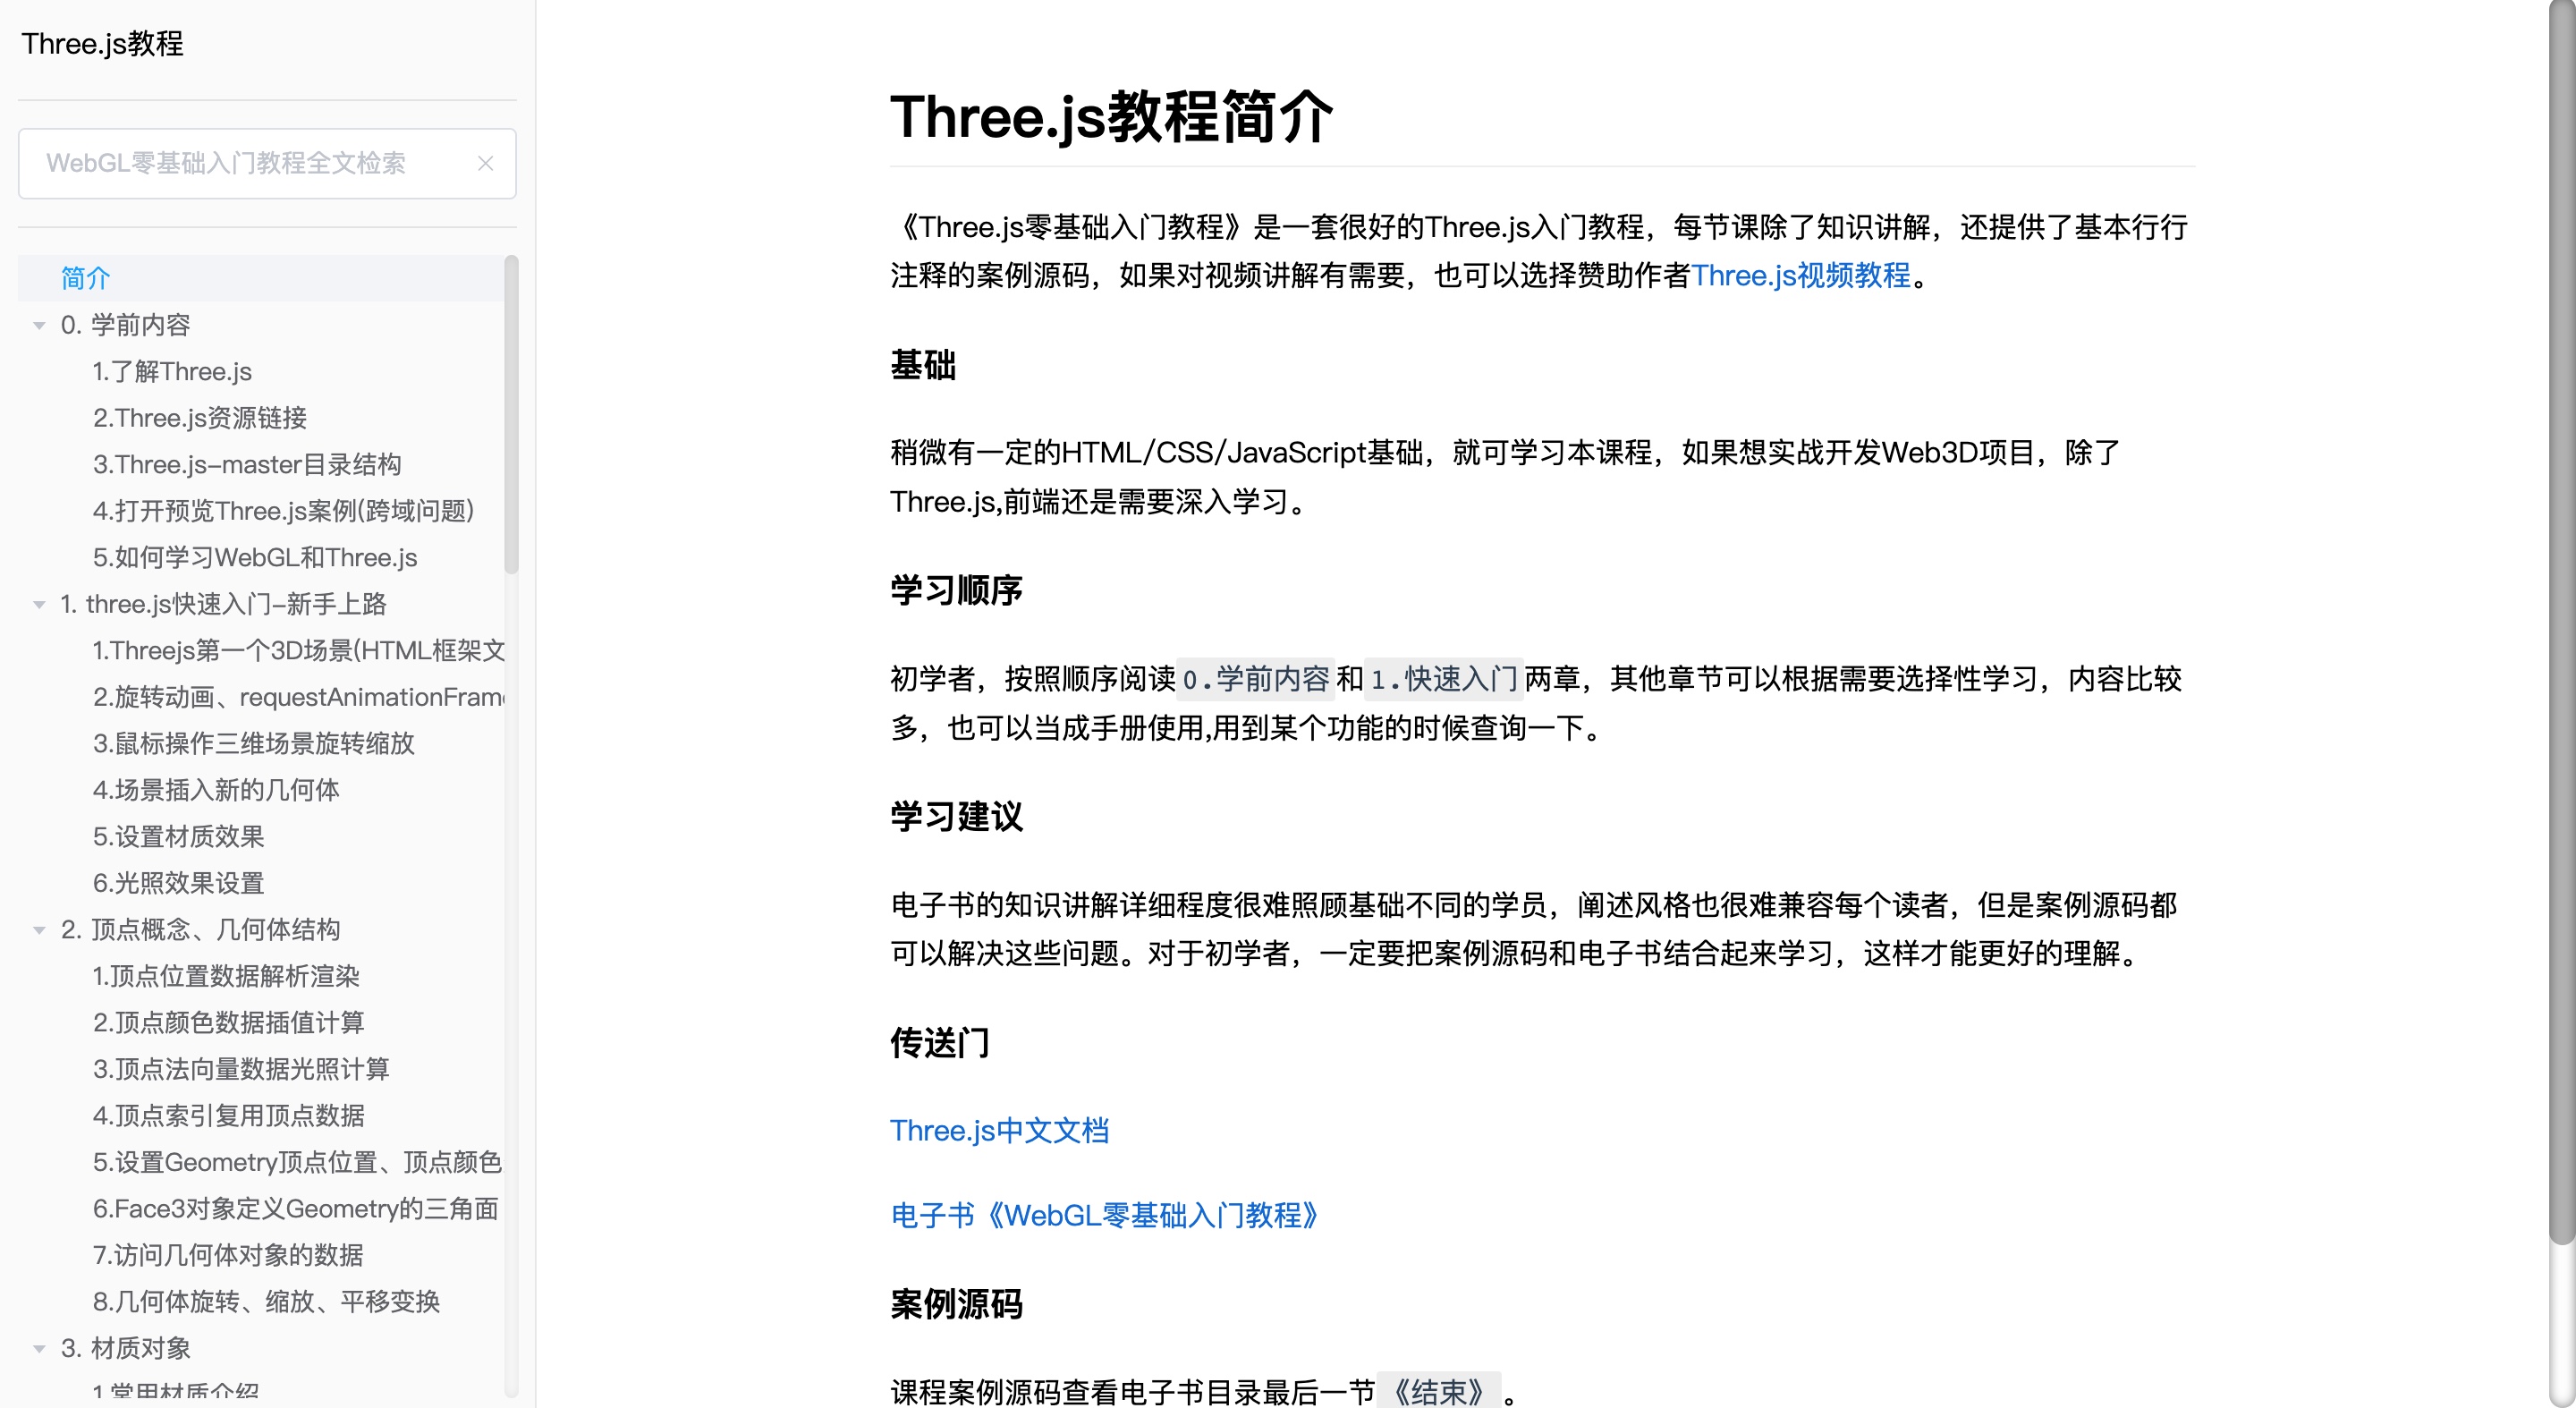 Three.js教程
WebGL零基础入门教程全文检索
简介
0. 学前内容
1.了解Three.js
2.Three.js资源链接
3.Three.js-master目录结构
4.打开预览Three.js案例(跨域问题)
5.如何学习WebGL和Three.js
1. three.js快速入门-新手上路
1.Threejs第一个3D场景(HTML框架文
2.旋转动画、requestAnimationFram
3.鼠标操作三维场景旋转缩放
4.场景插入新的几何体
5.设置材质效果
6.光照效果设置
2. 顶点概念、几何体结构
1.顶点位置数据解析渲染
2.顶点颜色数据插值计算
3.顶点法向量数据光照计算
4.顶点索引复用顶点数据
5.设置Geometry顶点位置、顶点颜色
6.Face3对象定义Geometry的三角面
7.访问几何体对象的数据
8.几何体旋转、缩放、平移变换
3. 材质对象
1.常用材质介绍
Three.js教程简介
《Three.js零基础入门教程》是一套很好的Three.js入门教程，每节课除了知识讲解，还提供了基本行行
注释的案例源码，如果对视频讲解有需要，也可以选择赞助作者Three.js视频教程。
基础
稍微有一定的HTML/CSS/JavaScript基础，就可学习本课程，如果想实战开发Web3D项目，除了
Three.js,前端还是需要深入学习。
学习顺序
初学者，按照顺序阅读0.学前内容和1.快速入门两章，其他章节可以根据需要选择性学习，内容比较
多，也可以当成手册使用,用到某个功能的时候查询一下。
学习建议
电子书的知识讲解详细程度很难照顾基础不同的学员，阐述风格也很难兼容每个读者，但是案例源码都
可以解决这些问题。对于初学者，一定要把案例源码和电子书结合起来学习，这样才能更好的理解。
传送门
Three.js中文文档
电子书《WebGL零基础入门教程》
案例源码
课程案例源码查看电子书目录最后一节《结束》。